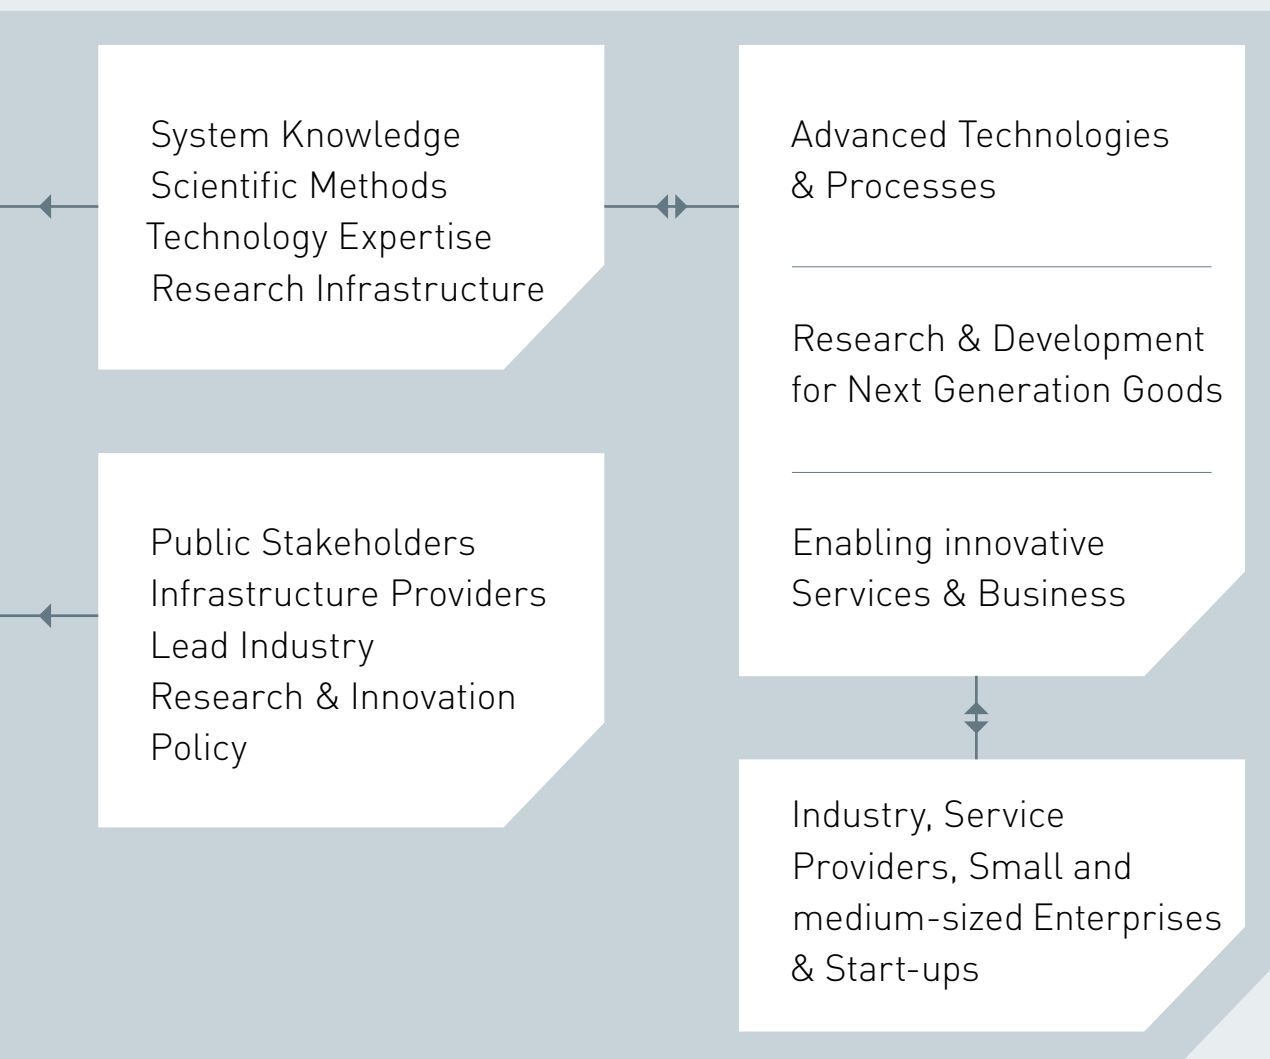 System Knowledge
Scientific Methods
Technology Expertise
Research Infrastructure
Advanced Technologies
& Processes
Research & Development
for Next Generation Goods
Enabling innovative
Services & Business
Public Stakeholders
Infrastructure Providers
Lead Industry
Research & Innovation
Policy
Industry, Service
Providers, Small and
medium-sized Enterprises
& Start-ups